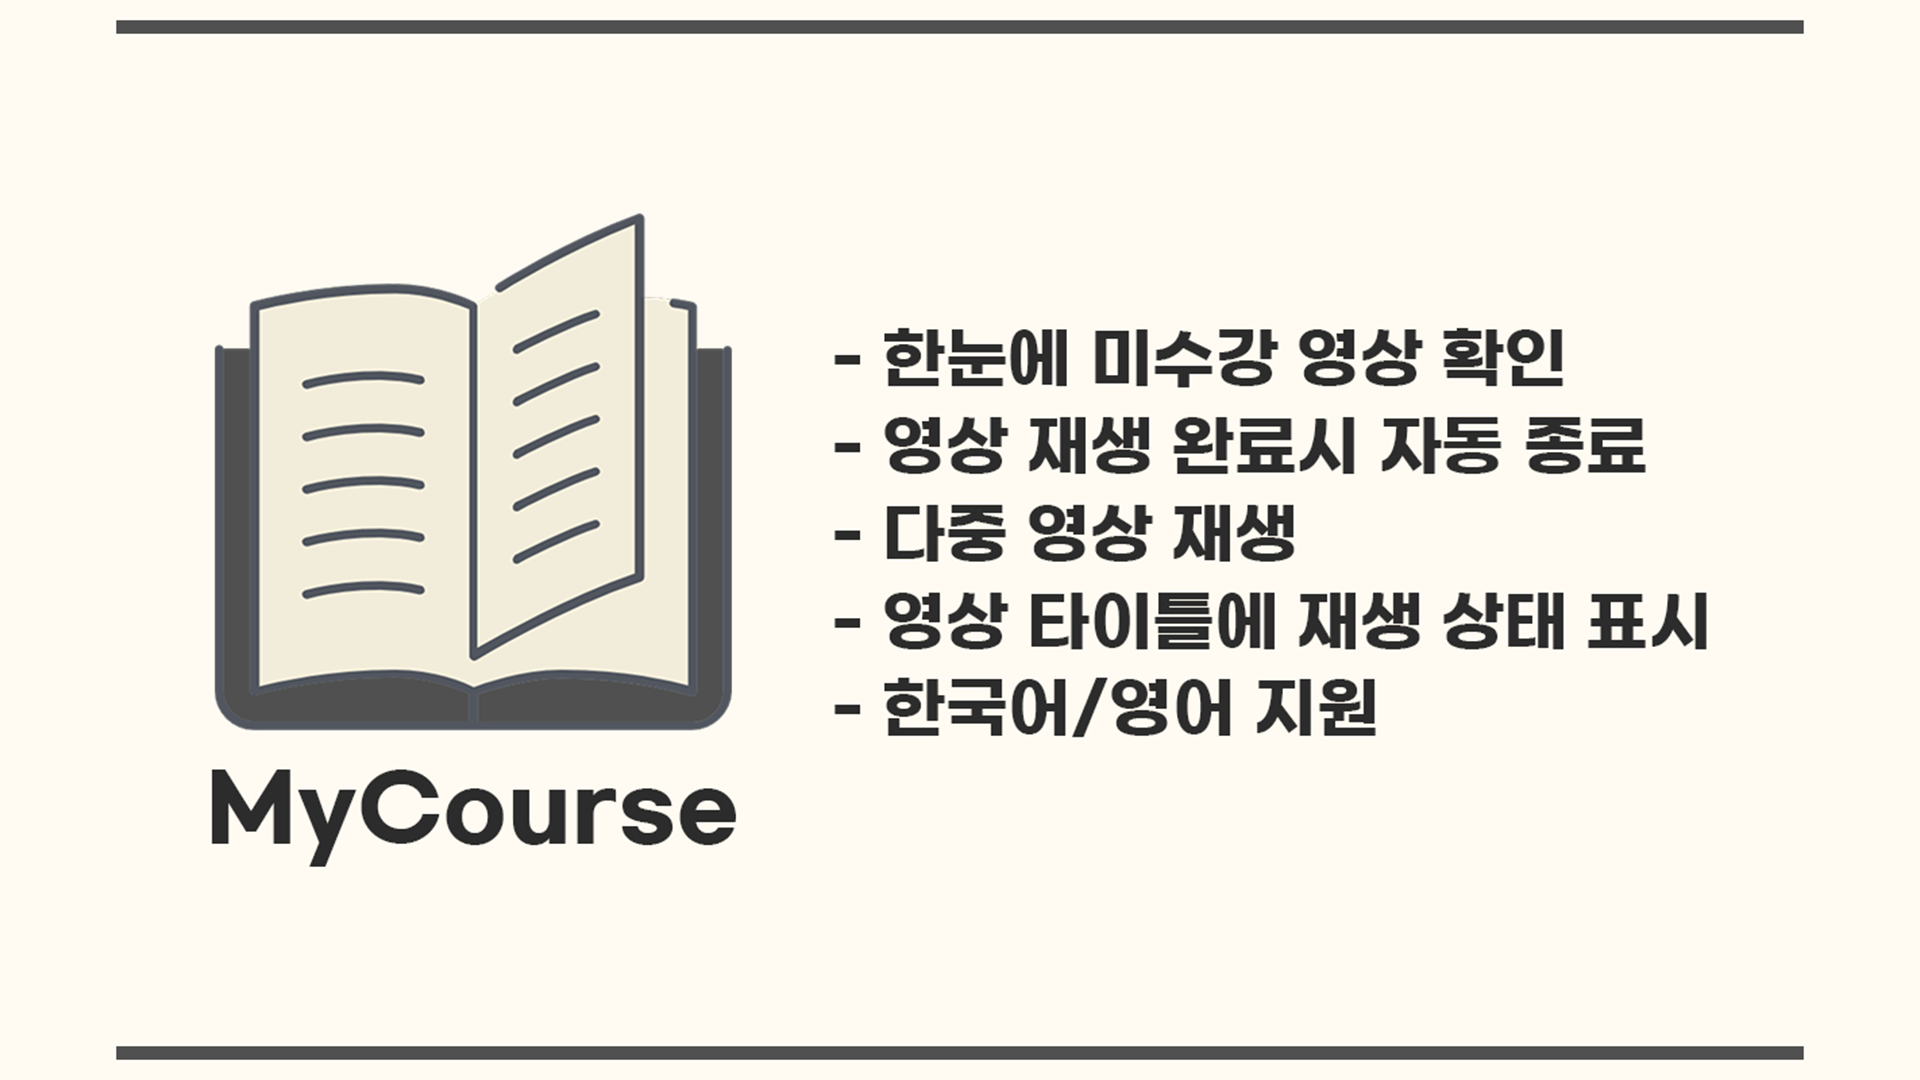 MyCourse
- 한눈에 미수강 영상 확인
- 영상 재생 완료시 자동 종료
- 다중 영상 재생
- 영상 타이틀에 재생 상태 표시
- 한국어/영어 지원